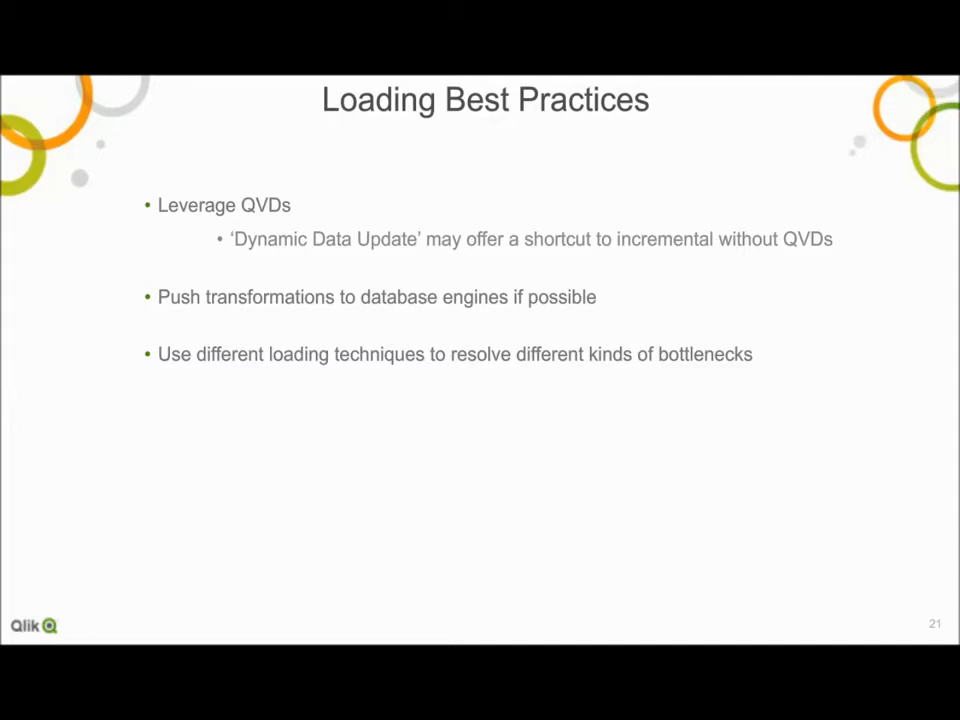 Loading Best Practices
• Leverage QVDs
• ‘Dynamic Data Update’ may offer a shortcut to incremental without QVDs
• Push transformations to database engines if possible
• Use different loading techniques to resolve different kinds of bottlenecks
Qlik
21